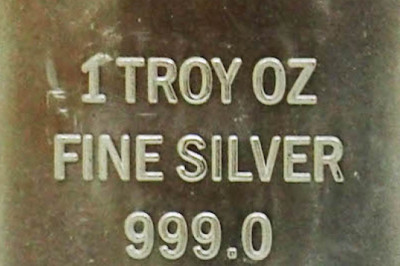 1 TROY OZ
FINE SILVER
999.0